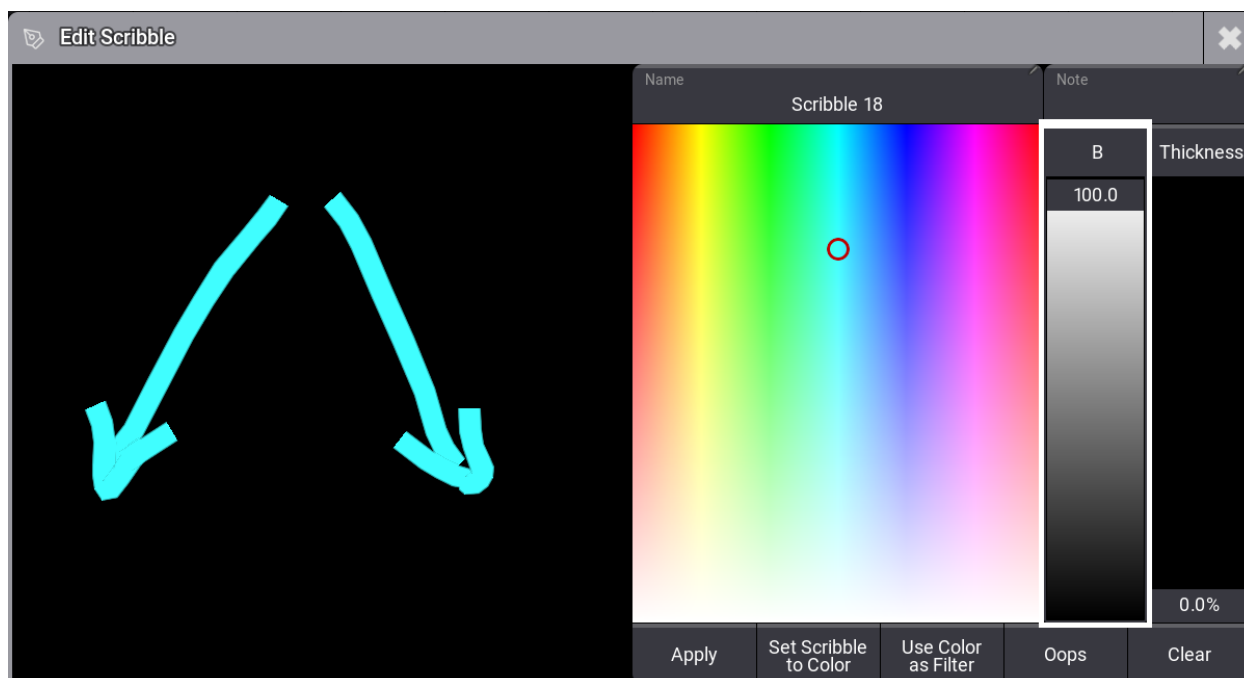 Edit Scribble
Name
Scribble 18
Note
B
Thickness
100.0
0.0%
Apply
Set Scribble
to Color
Use Color
as Filter
Oops
Clear